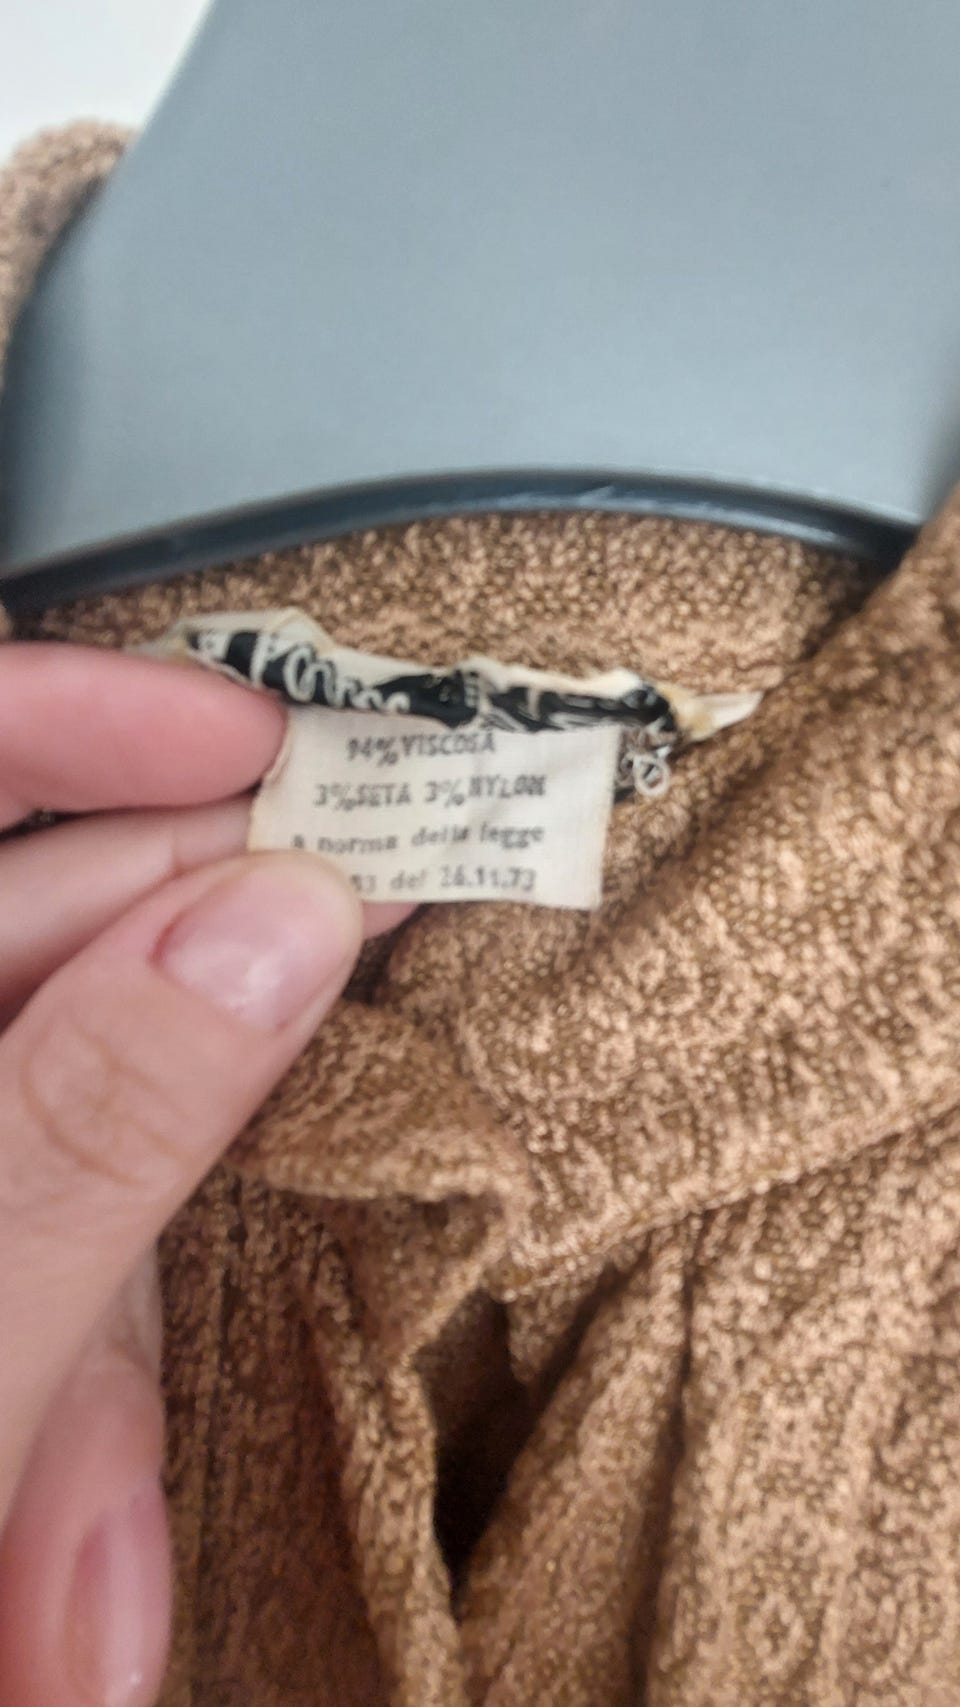 94% VISCOSA
3% SETA 3% NYLON
a norma della legge
del 26.11.73